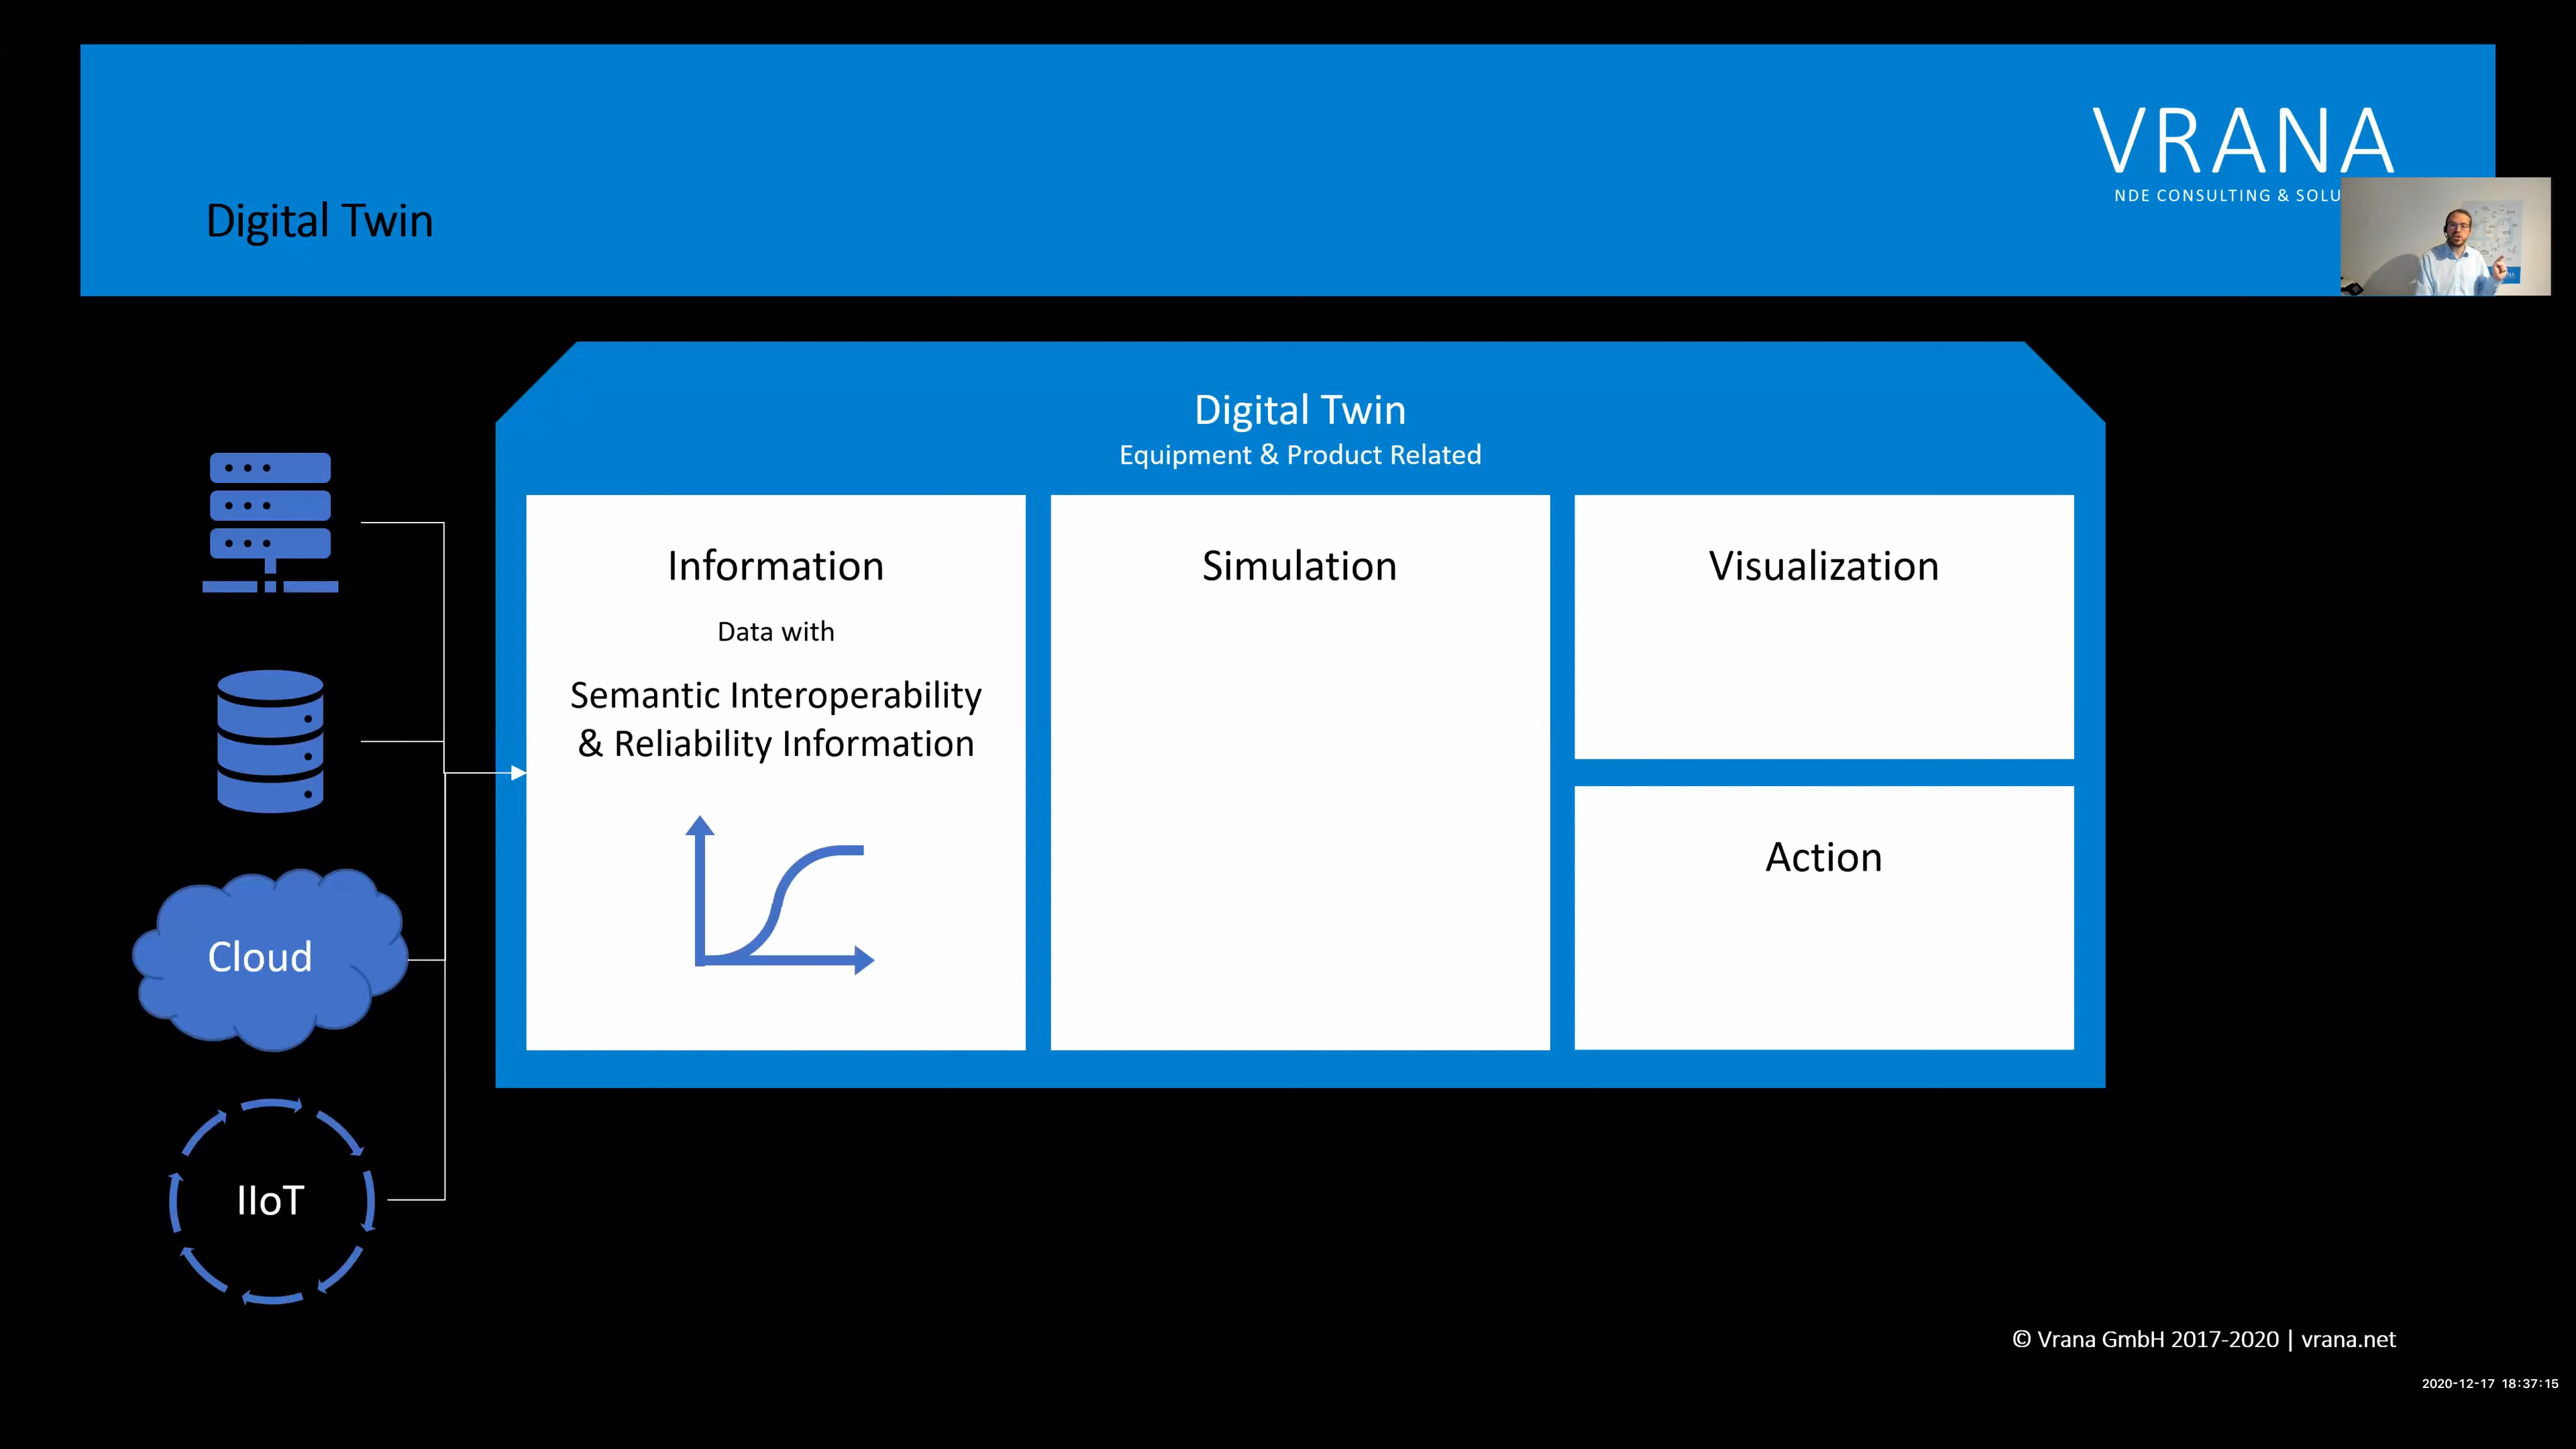 VRANA
NDE CONSULTING & SOLU
Digital Twin
Digital Twin
Equipment & Product Related
Information
Data with
Semantic Interoperability
& Reliability Information
Simulation
Visualization
Action
Cloud
IIoT
© Vrana GmbH 2017-2020 | vrana.net
2020-12-17 18:37:15